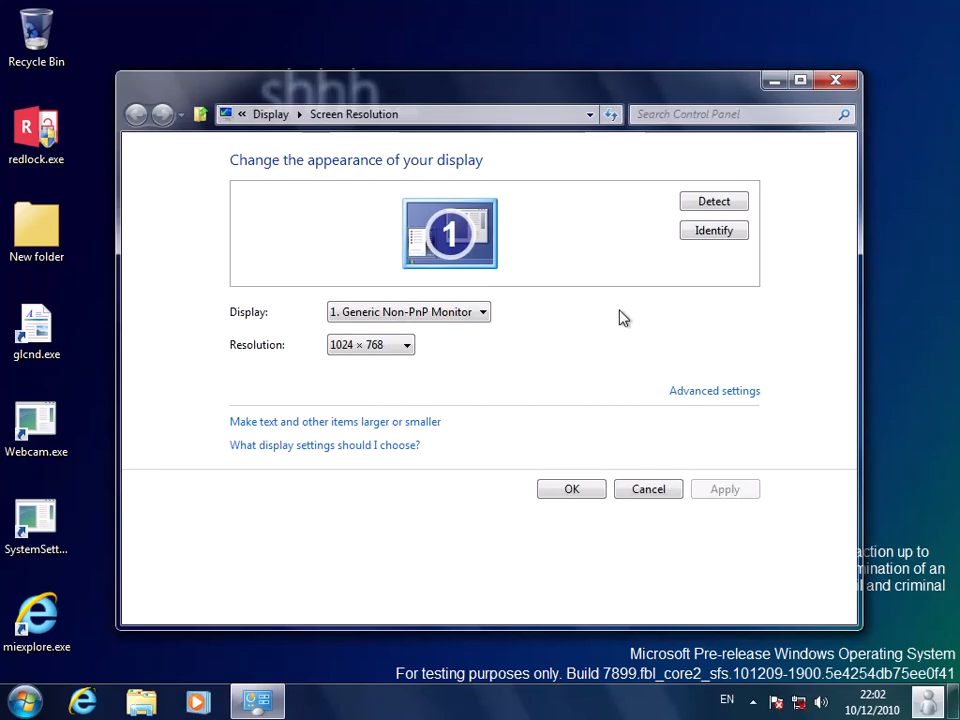 Recycle Bin
redlock.exe
New folder
glcnd.exe
Webcam.exe
SystemSett...
miexplore.exe
shhh
« Display Screen Resolution
Search Control Panel
Change the appearance of your display
1
Detect
Identify
Display:
1. Generic Non-PnP Monitor
Resolution:
1024 × 768
Advanced settings
Make text and other items larger or smaller
What display settings should I choose?
OK
Cancel
Apply
action up to
mination of an
il and criminal
Microsoft Pre-release Windows Operating System
For testing purposes only. Build 7899.fbl_core2_sfs.101209-1900.5e4254db75ee0f41
EN
22:02
10/12/2010